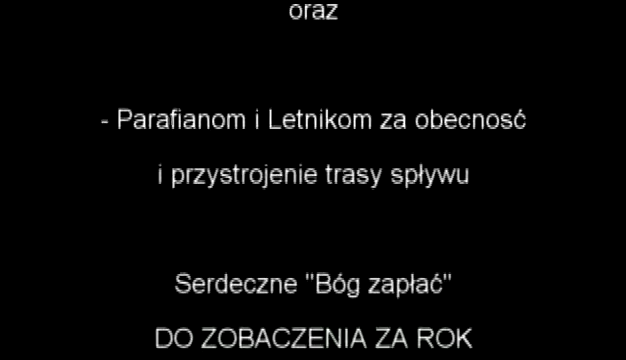 oraz
- Parafianom i Letnikom za obecność
i przystrojenie trasy spływu
Serdeczne "Bóg zapłać"
DO ZOBACZENIA ZA ROK